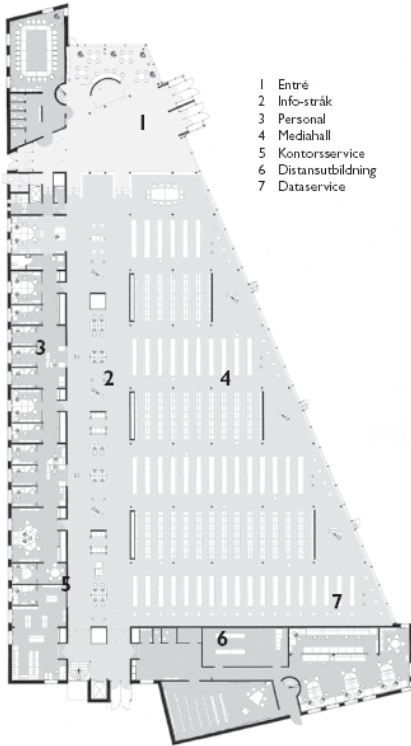 1 Entré
2 Info-stråk
3 Personal
4 Mediahall
5 Kontorsservice
6 Distansutbildning
7 Dataservice
1
3
2
4
5
7
6